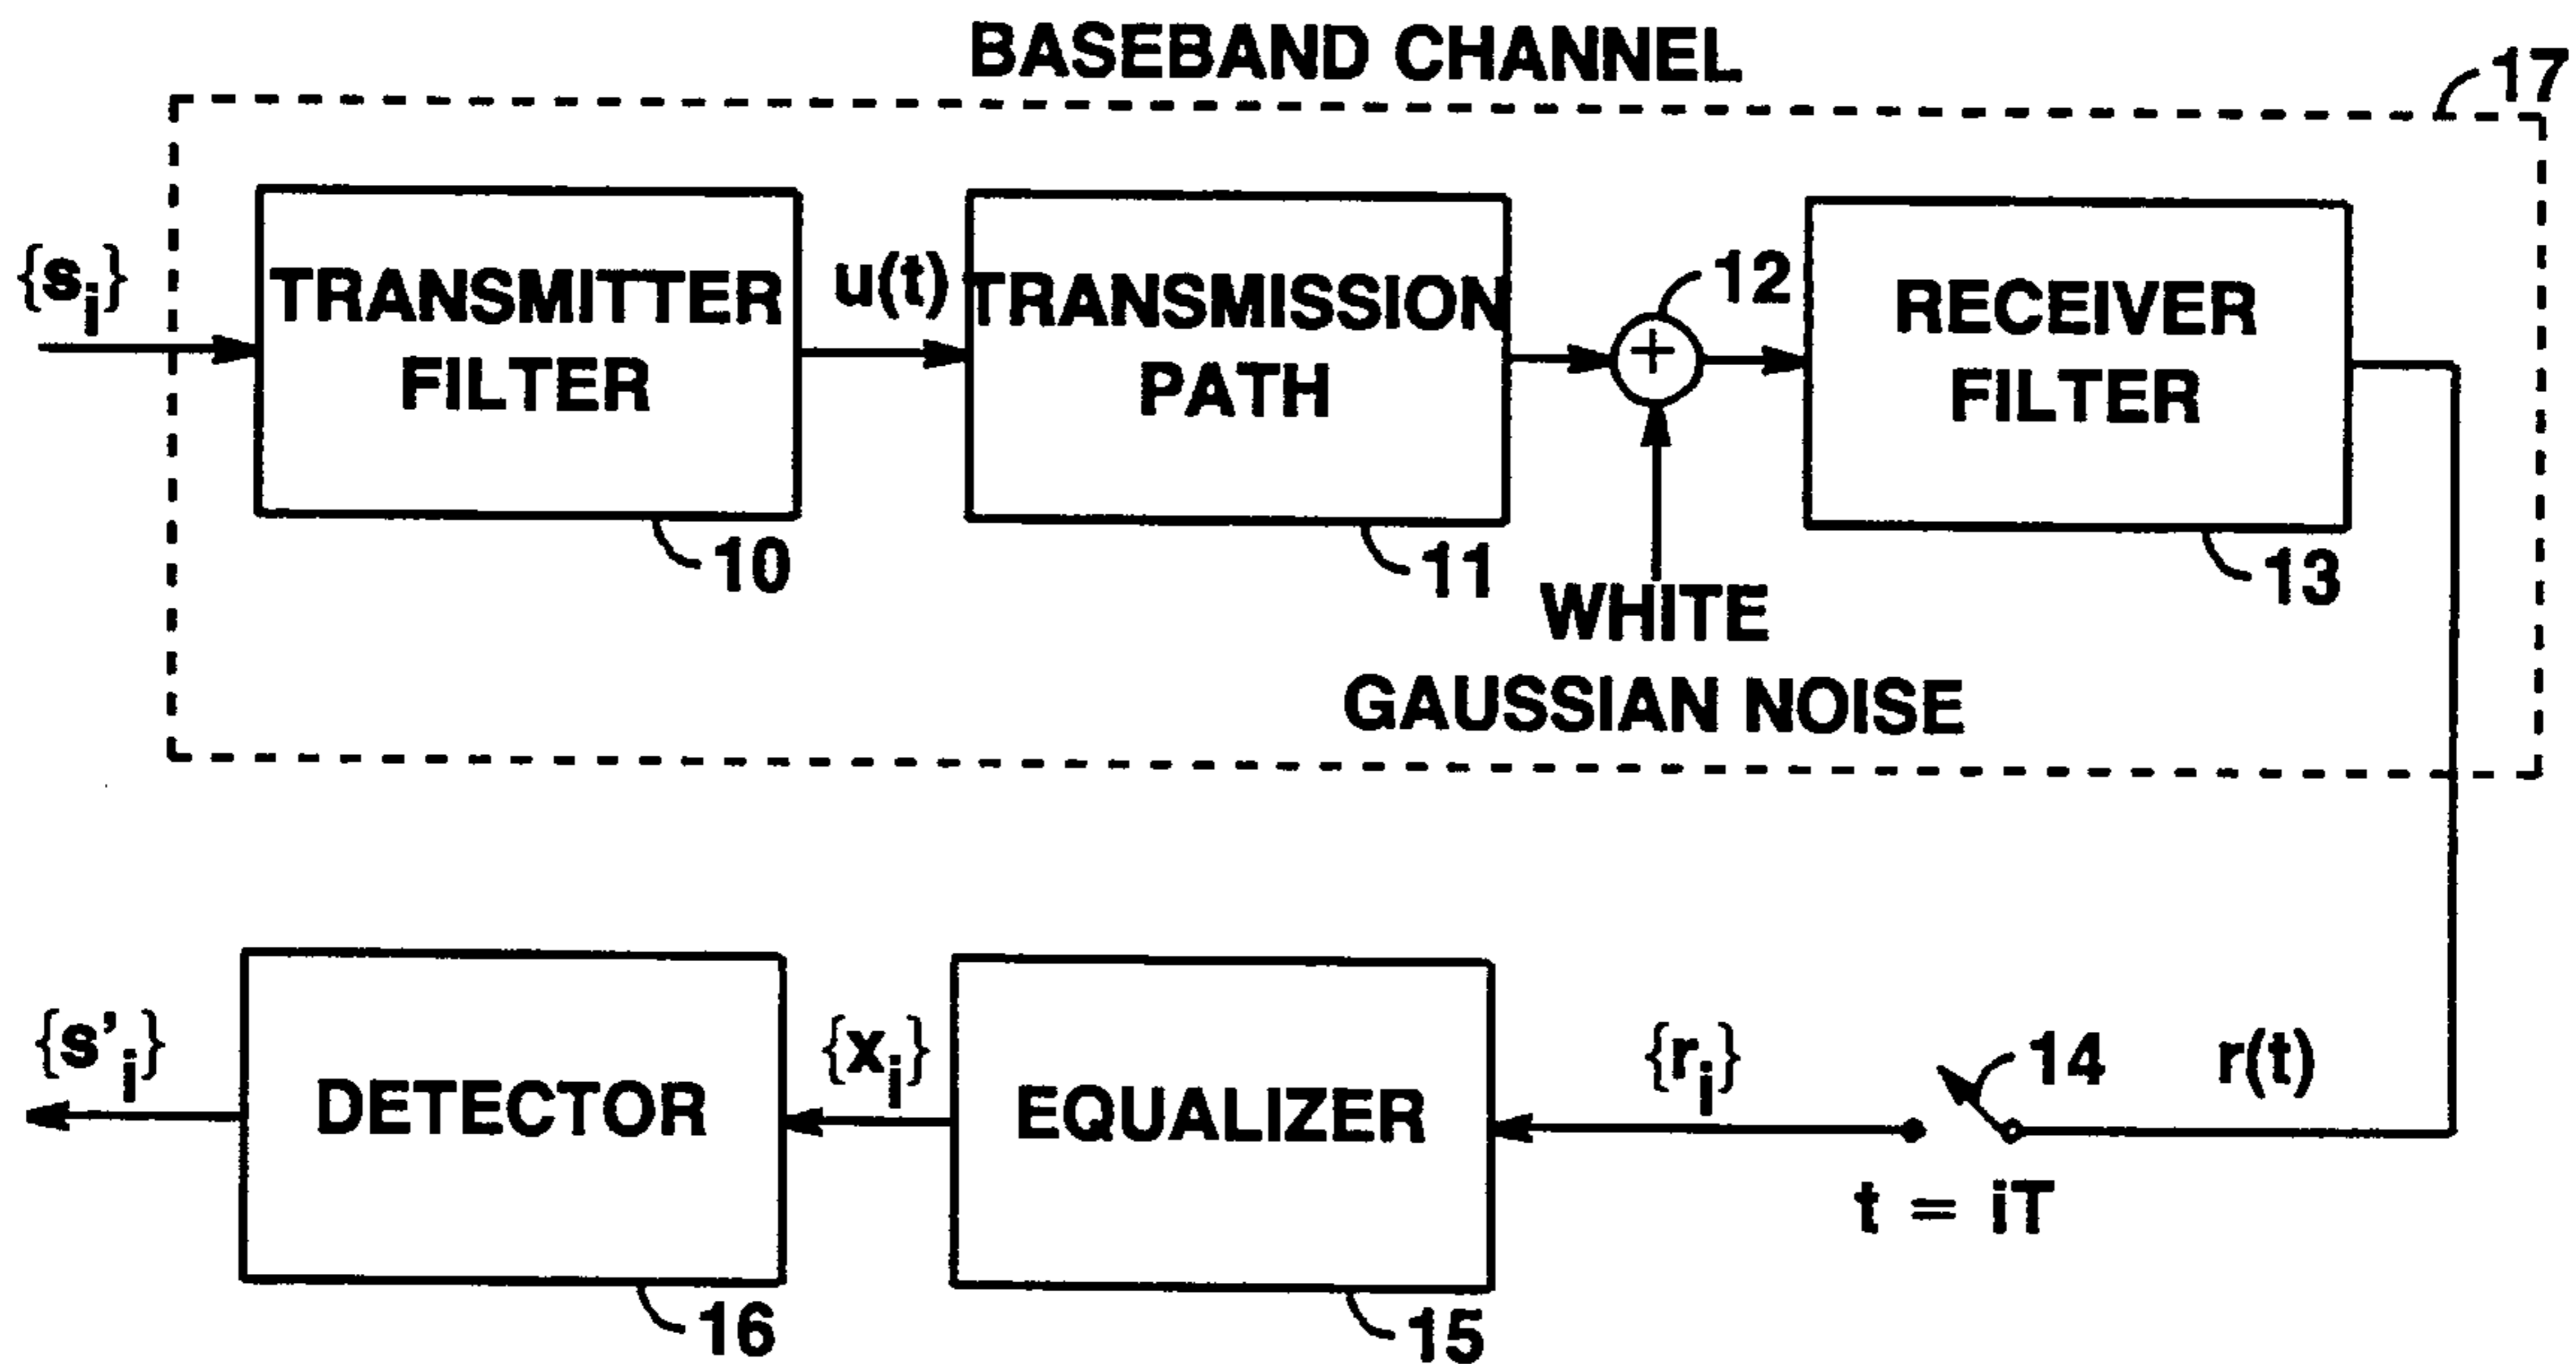 BASEBAND CHANNEL
17
{s_i}
TRANSMITTER
FILTER
10
u(t)
TRANSMISSION
PATH
11
+
12
WHITE
GAUSSIAN NOISE
RECEIVER
FILTER
13
r(t)
14
t = iT
{r_i}
EQUALIZER
15
{x_i}
DETECTOR
16
{s'_i}